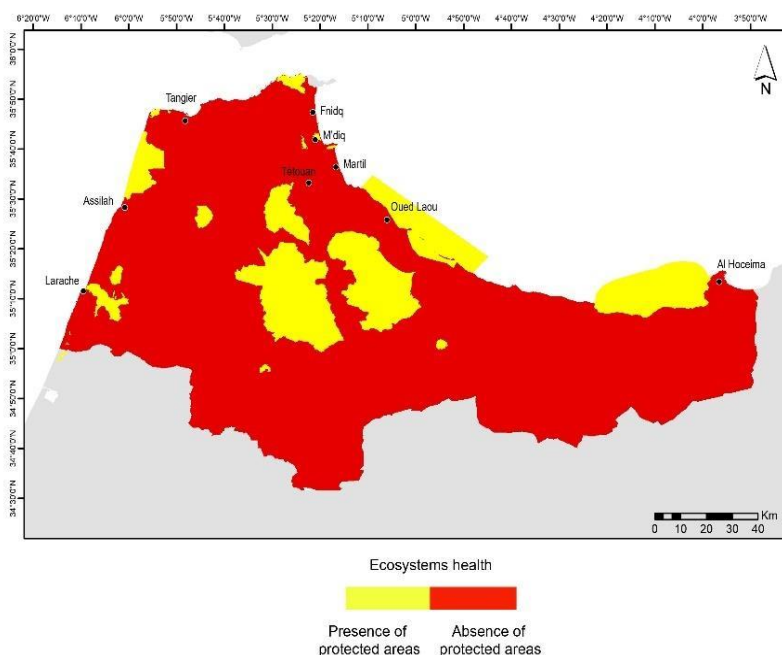 6°20'0"W 6°10'0"W 6°0'0"W 5°50'0"W 5°40'0"W 5°30'0"W 5°20'0"W 5°10'0"W 5°0'0"W 4°50'0"W 4°40'0"W 4°30'0"W 4°20'0"W 4°10'0"W 4°0'0"W 3°50'0"W
36°0'0"N
35°50'0"N
35°40'0"N
35°30'0"N
35°20'0"N
35°10'0"N
35°0'0"N
34°50'0"N
34°40'0"N
34°30'0"N
N
Tangier
Fnidq
M'diq
Martil
Tétouan
Assilah
Oued Laou
Al Hoceima
Larache
Km
0 10 20 30 40
Ecosystems health
Presence of
protected areas
Absence of
protected areas